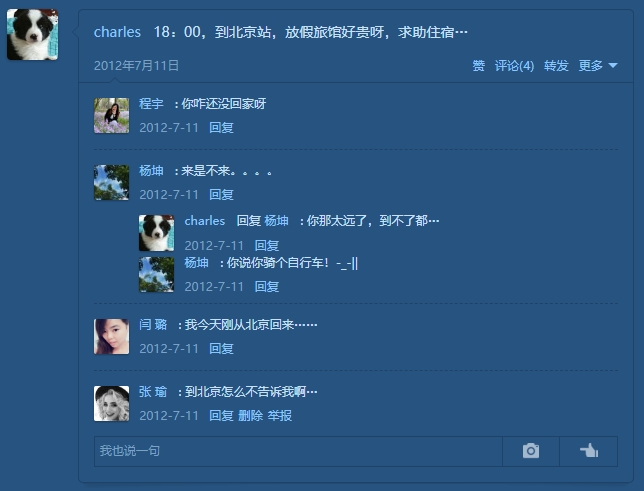 charles 18：00，到北京站，放假旅馆好贵呀，求助住宿…
2012年7月11日 赞 评论(4) 转发 更多
程宇 : 你咋还没回家呀
2012-7-11 回复
杨坤 : 来是不来。。。。
2012-7-11 回复
charles 回复 杨坤 : 你那太远了，到不了都…
2012-7-11 回复
杨坤 : 你说你骑个自行车！-_-||
2012-7-11 回复
闫 璐 : 我今天刚从北京回来……
2012-7-11 回复
张 瑜 : 到北京怎么不告诉我啊…
2012-7-11 回复 删除 举报
我也说一句